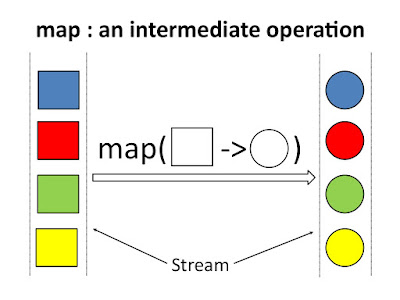 map : an intermediate operation
map( -> )
Stream